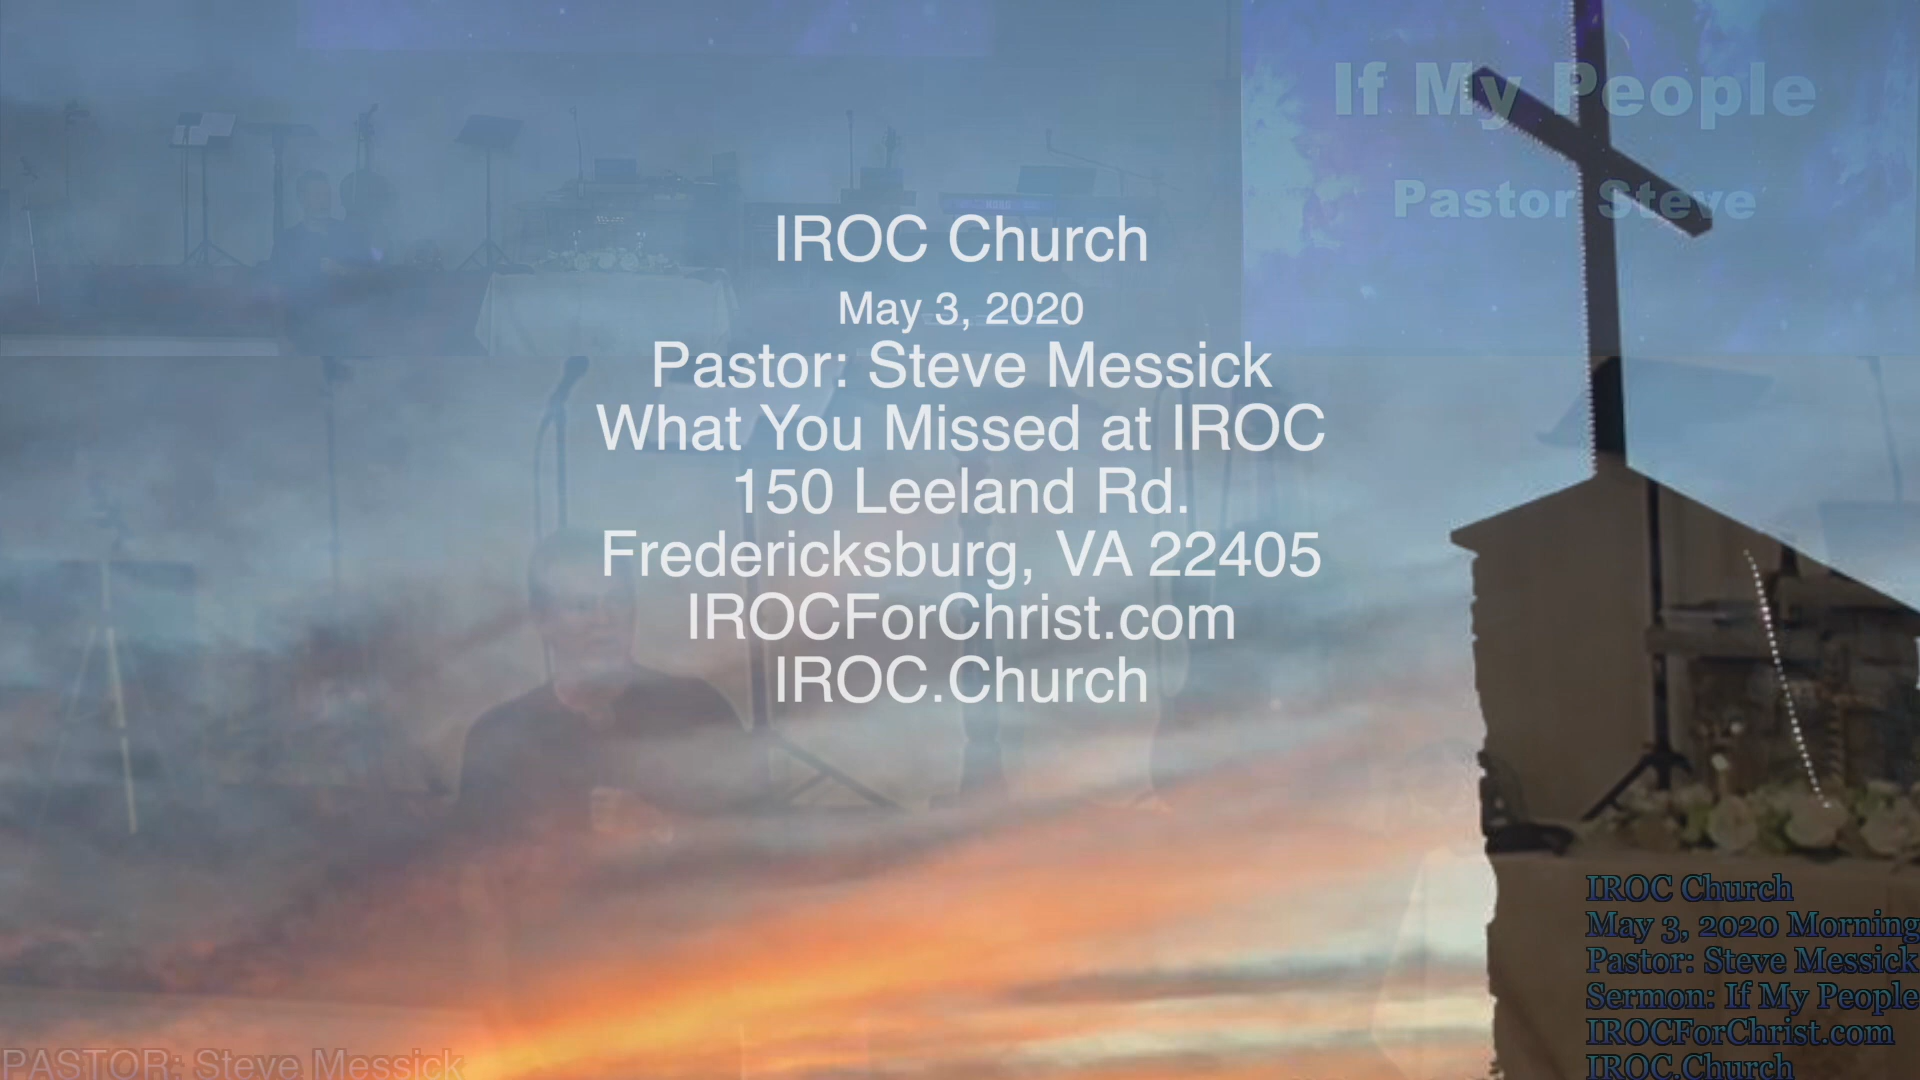 If My People
Pastor Steve
IROC Church
May 3, 2020
Pastor: Steve Messick
What You Missed at IROC
150 Leeland Rd.
Fredericksburg, VA 22405
IROCForChrist.com
IROC.Church
IROC Church
May 3, 2020 Morning
Pastor: Steve Messick
Sermon: If My People
IROCForChrist.com
IROC.Church
PASTOR: Steve Messick